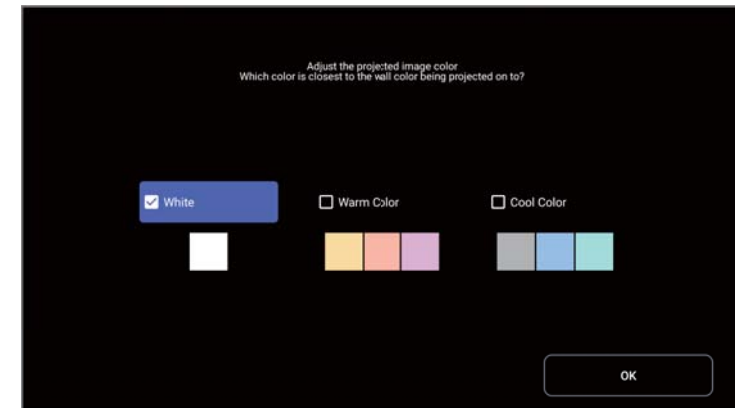 Adjust the projected image color
Which color is closest to the wall color being projected on to?
White
Warm Color
Cool Color
OK